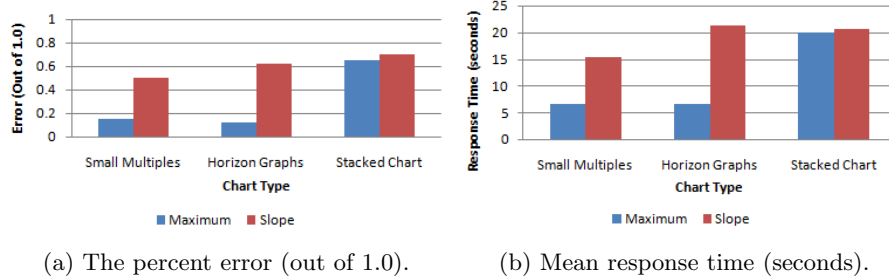 1
0.8
0.6
0.4
0.2
0
Error (Out of 1.0)
Small Multiples Horizon Graphs Stacked Chart
Chart Type
Maximum Slope
(a) The percent error (out of 1.0).
25
20
15
10
5
0
Response Time (seconds)
Small Multiples Horizon Graphs Stacked Chart
Chart Type
Maximum Slope
(b) Mean response time (seconds).